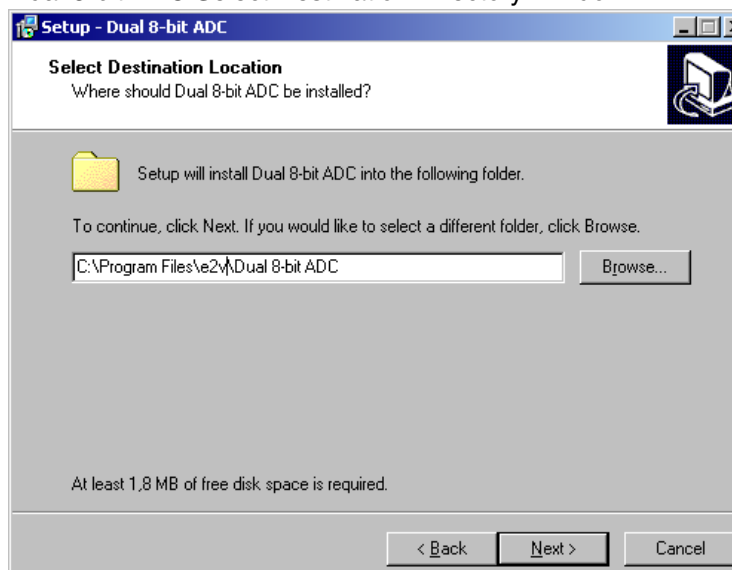 Setup - Dual 8-bit ADC
Select Destination Location
Where should Dual 8-bit ADC be installed?
Setup will install Dual 8-bit ADC into the following folder.
To continue, click Next. If you would like to select a different folder, click Browse.
C:\Program Files\e2v\Dual 8-bit ADC
Browse...
At least 1,8 MB of free disk space is required.
< Back
Next >
Cancel